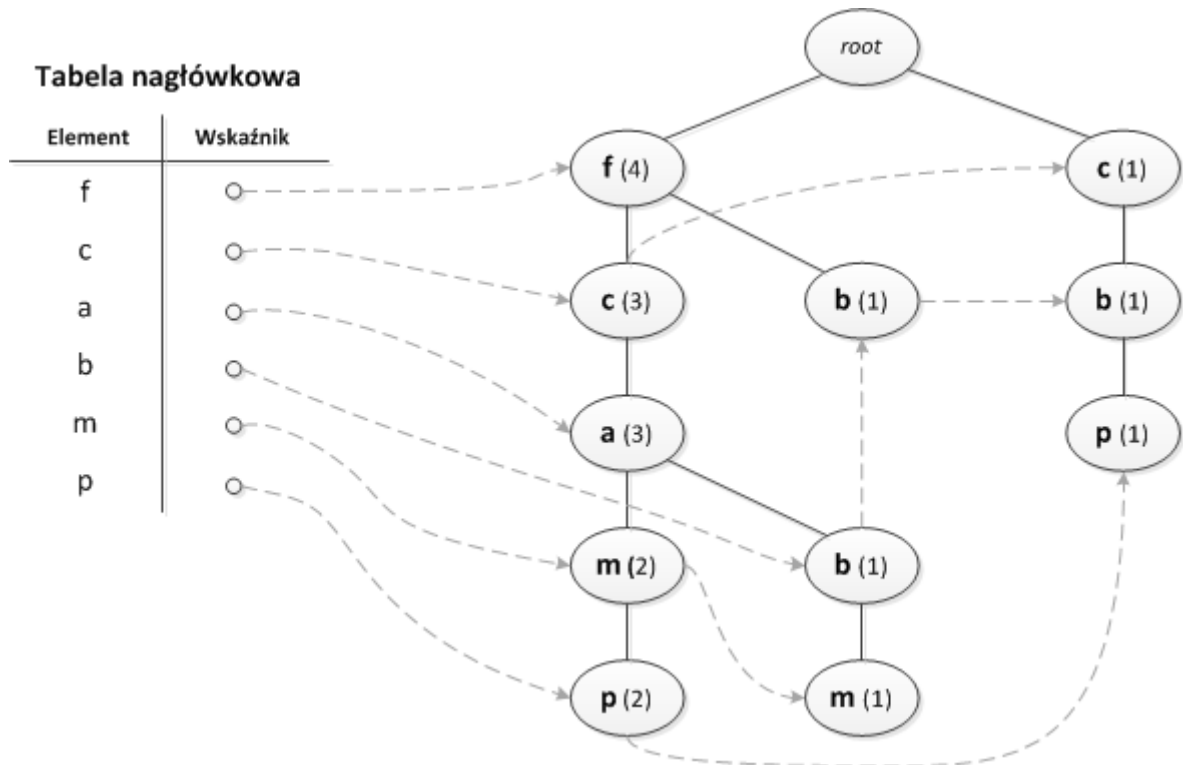 root
Tabela nagłówkowa
Element Wskaźnik
f
c
a
b
m
p
f (4)
c (1)
c (3)
b (1)
b (1)
a (3)
p (1)
m (2)
b (1)
p (2)
m (1)